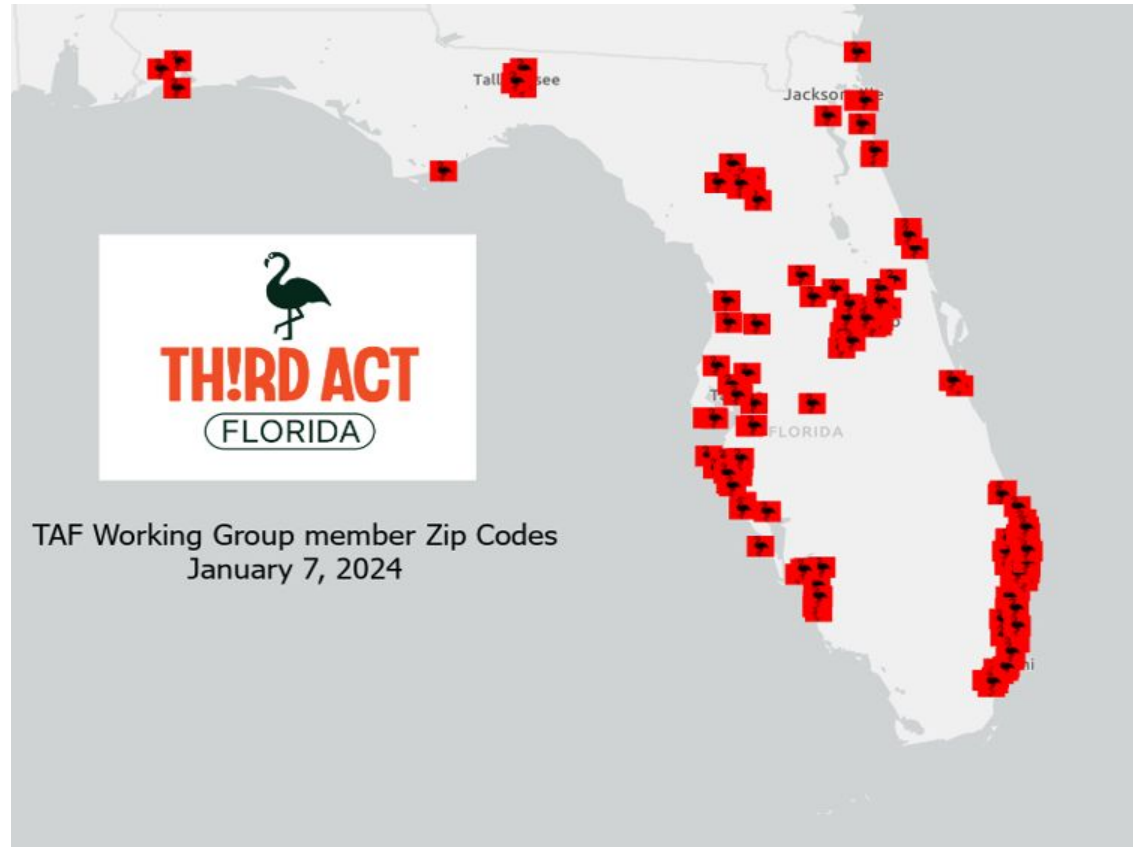 TH!RD ACT
FLORIDA
TAF Working Group member Zip Codes
January 7, 2024
FLORIDA